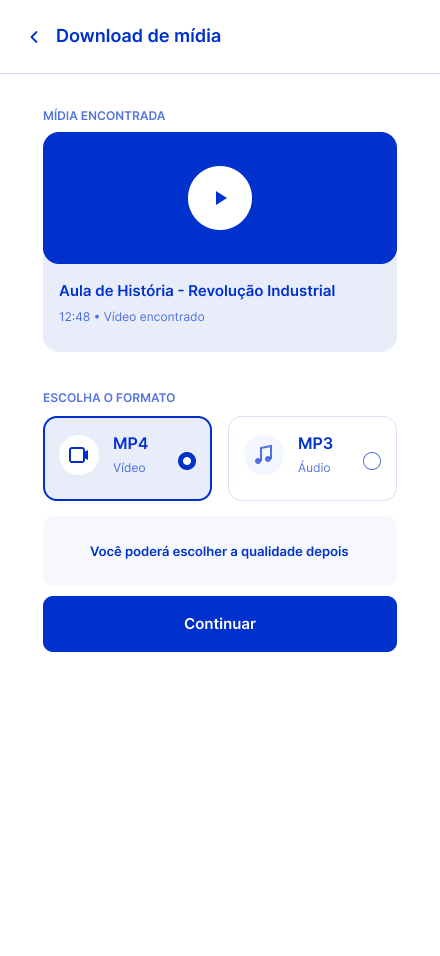 Download de mídia
MÍDIA ENCONTRADA
Aula de História - Revolução Industrial
12:48 • Vídeo encontrado
ESCOLHA O FORMATO
MP4
Vídeo
MP3
Áudio
Você poderá escolher a qualidade depois
Continuar